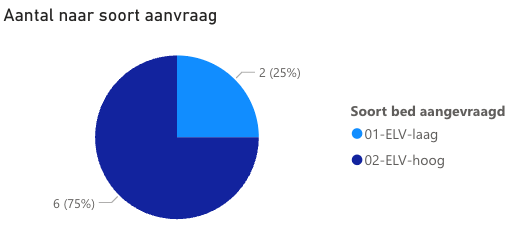 Aantal naar soort aanvraag
2 (25%)
Soort bed aangevraagd
01-ELV-laag
02-ELV-hoog
6 (75%)